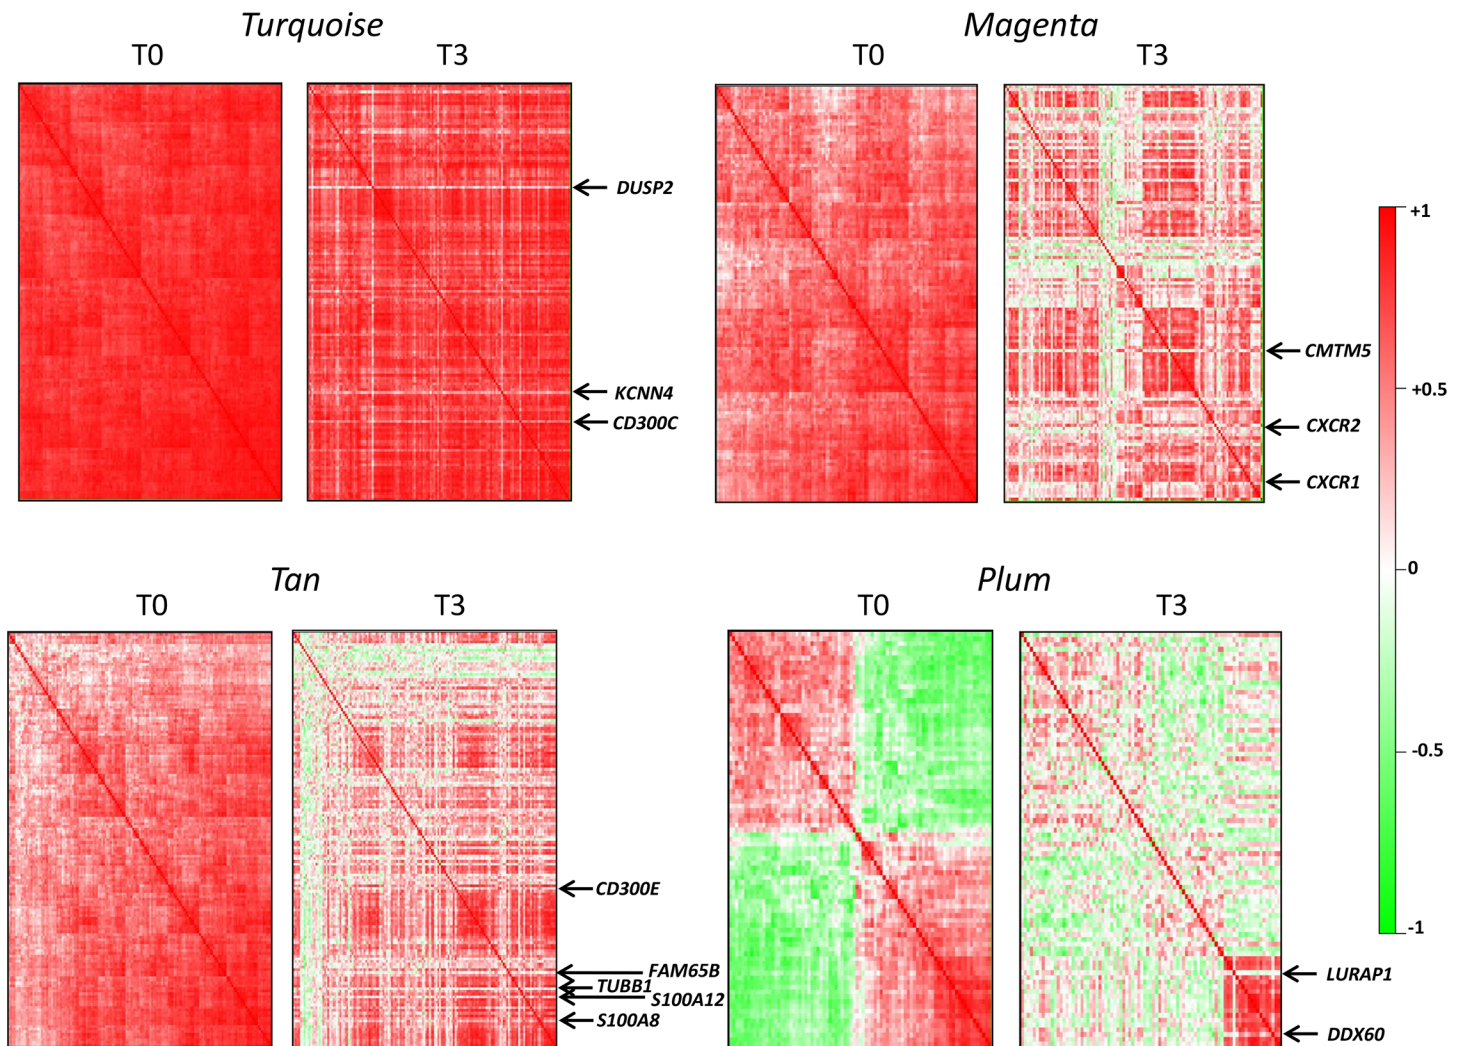 Turquoise
T0
T3
DUSP2
KCNN4
CD300C
Magenta
T0
T3
CMTM5
CXCR2
CXCR1
+1
+0.5
0
-0.5
-1
Tan
T0
T3
CD300E
FAM65B
TUBB1
S100A12
S100A8
Plum
T0
T3
LURAP1
DDX60